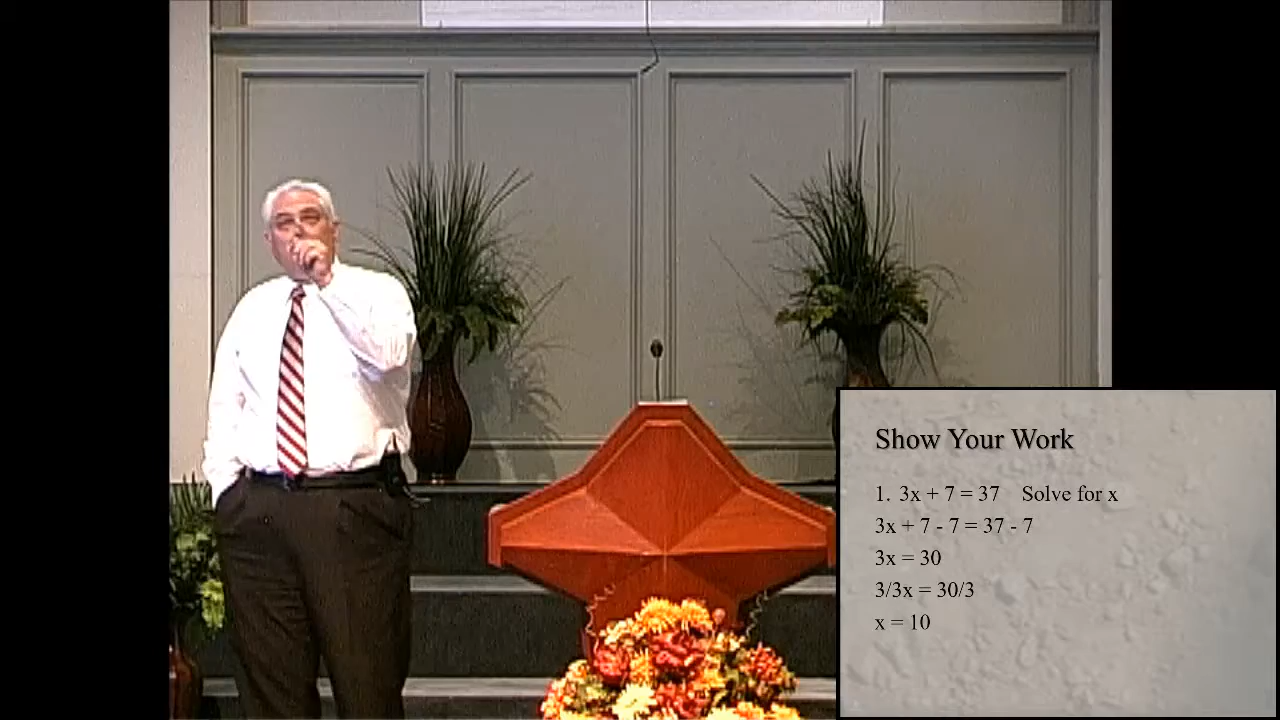 Show Your Work
1. 3x + 7 = 37 Solve for x
3x + 7 - 7 = 37 - 7
3x = 30
3/3x = 30/3
x = 10